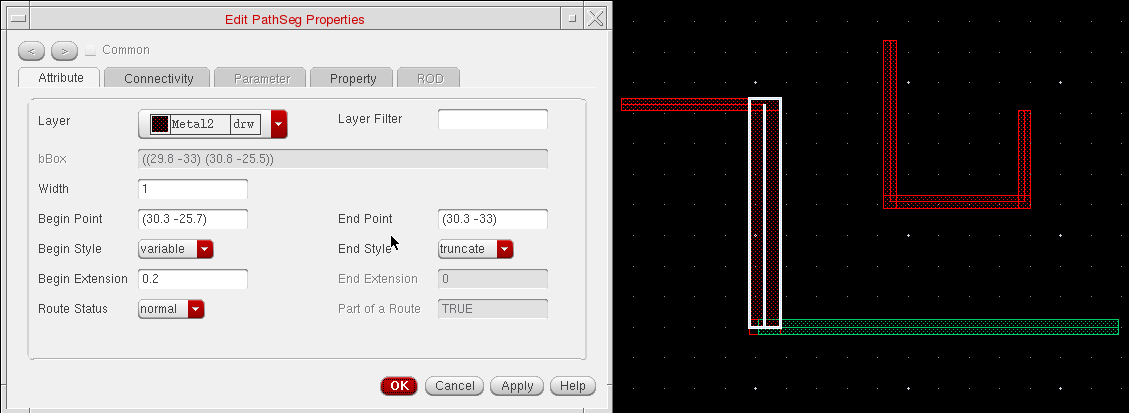 Edit PathSeg Properties
< > Common
Attribute Connectivity Parameter Property ROD
Layer Metal2 drw Layer Filter
bBox ((29.8 -33) (30.8 -25.5))
Width 1
Begin Point (30.3 -25.7) End Point (30.3 -33)
Begin Style variable End Style truncate
Begin Extension 0.2 End Extension 0
Route Status normal Part of a Route TRUE
OK Cancel Apply Help